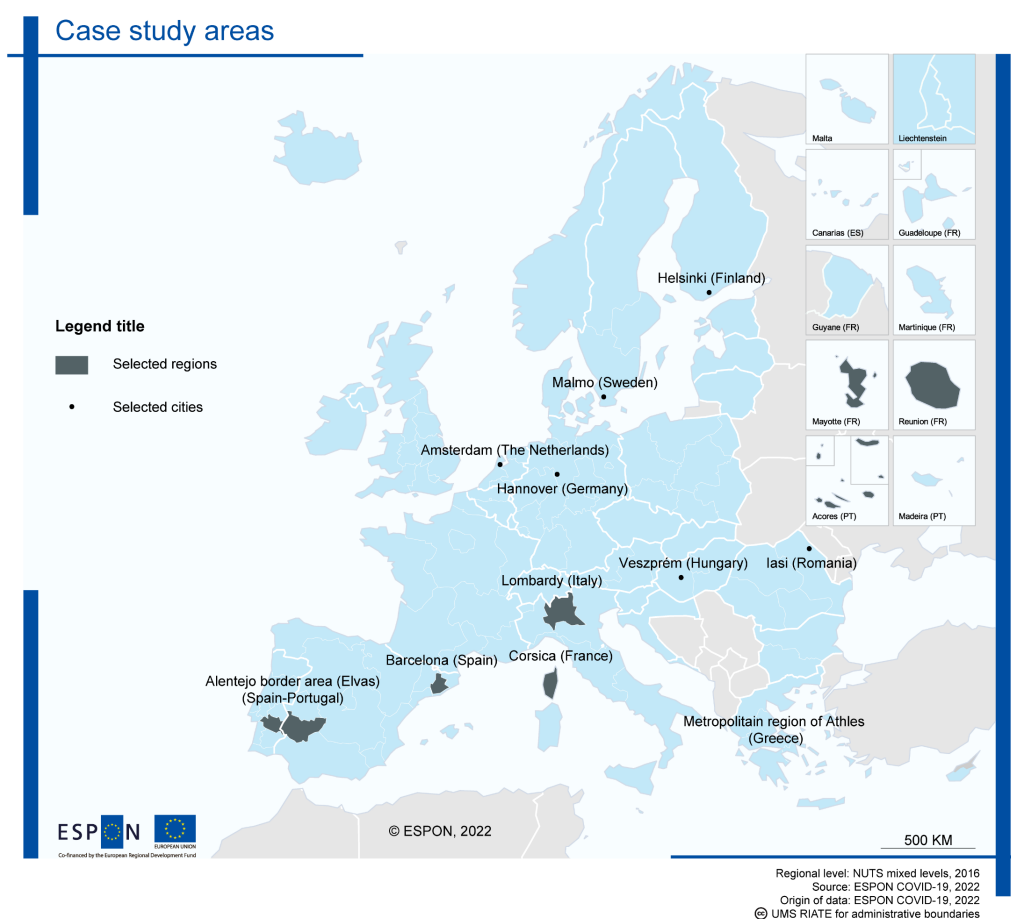 Case study areas
Malta
Liechtenstein
Canarias (ES)
Guadeloupe (FR)
Helsinki (Finland)
Legend title
Guyane (FR)
Martinique (FR)
Selected regions
Malmo (Sweden)
Selected cities
Mayotte (FR)
Reunion (FR)
Amsterdam (The Netherlands)
Hannover (Germany)
Acores (PT)
Madeira (PT)
Veszprém (Hungary)
Iasi (Romania)
Lombardy (Italy)
Barcelona (Spain)
Corsica (France)
Alentejo border area (Elvas)
(Spain-Portugal)
Metropolitain region of Athles
(Greece)
ESPON
EUROPEAN UNION
Co-financed by the European Regional Development Fund
© ESPON, 2022
500 KM
Regional level: NUTS mixed levels, 2016
Source: ESPON COVID-19, 2022
Origin of data: ESPON COVID-19, 2022
cc UMS RIATE for administrative boundaries